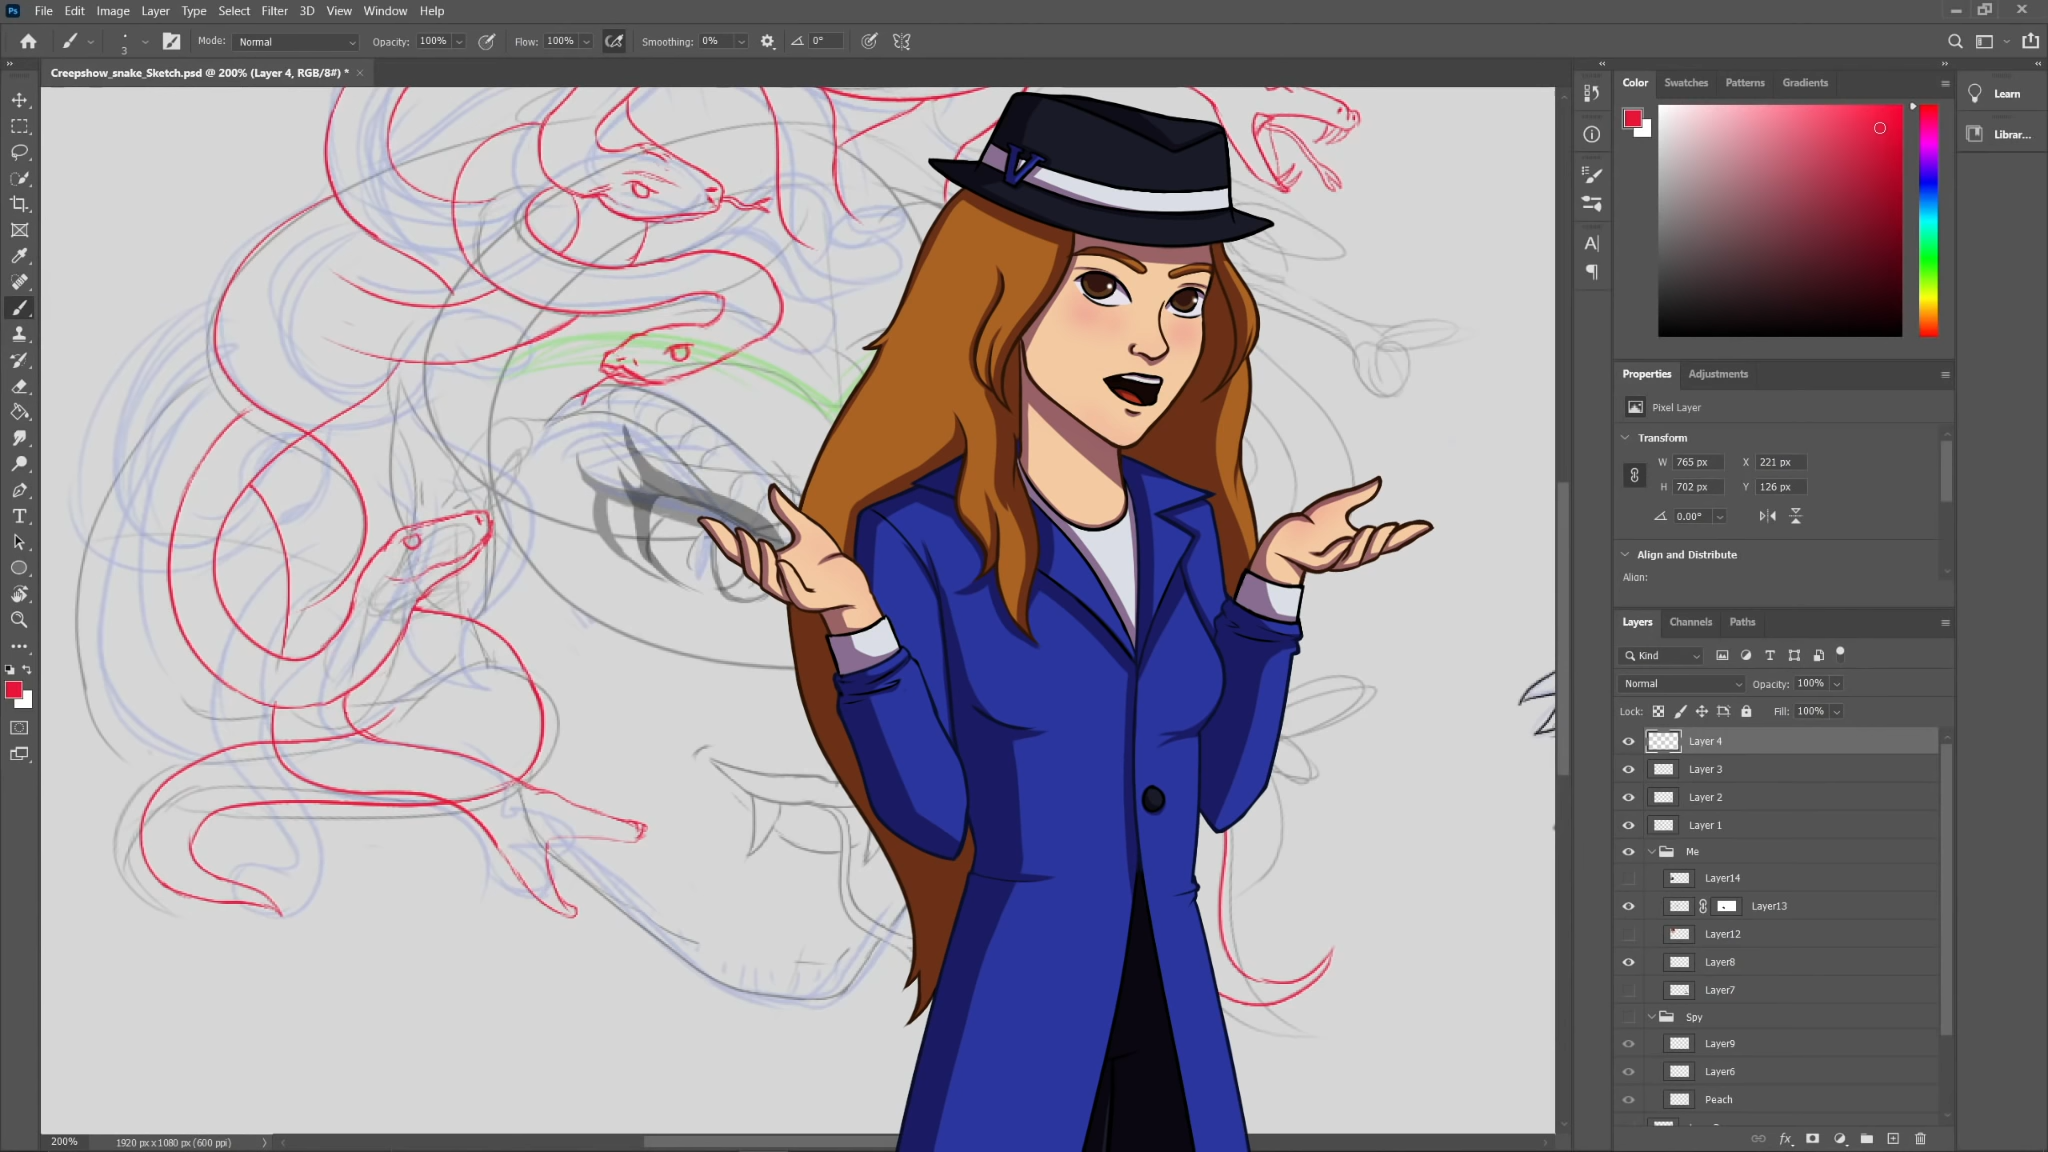 Ps File Edit Image Layer Type Select Filter 3D View Window Help
3 Mode: Normal Opacity: 100% Flow: 100% Smoothing: 0% 0°
Creepshow_snake_Sketch.psd @ 200% (Layer 4, RGB/8#) * ×
V
Color Swatches Patterns Gradients
Learn
Librar...
Properties Adjustments
Pixel Layer
Transform
W 765 px X 221 px
H 702 px Y 126 px
0.00°
Align and Distribute
Align:
Layers Channels Paths
Kind
Normal Opacity: 100%
Lock: Fill: 100%
Layer 4
Layer 3
Layer 2
Layer 1
Me
Layer14
Layer13
Layer12
Layer8
Layer7
Spy
Layer9
Layer6
Peach
200% 1920 px x 1080 px (600 ppi)